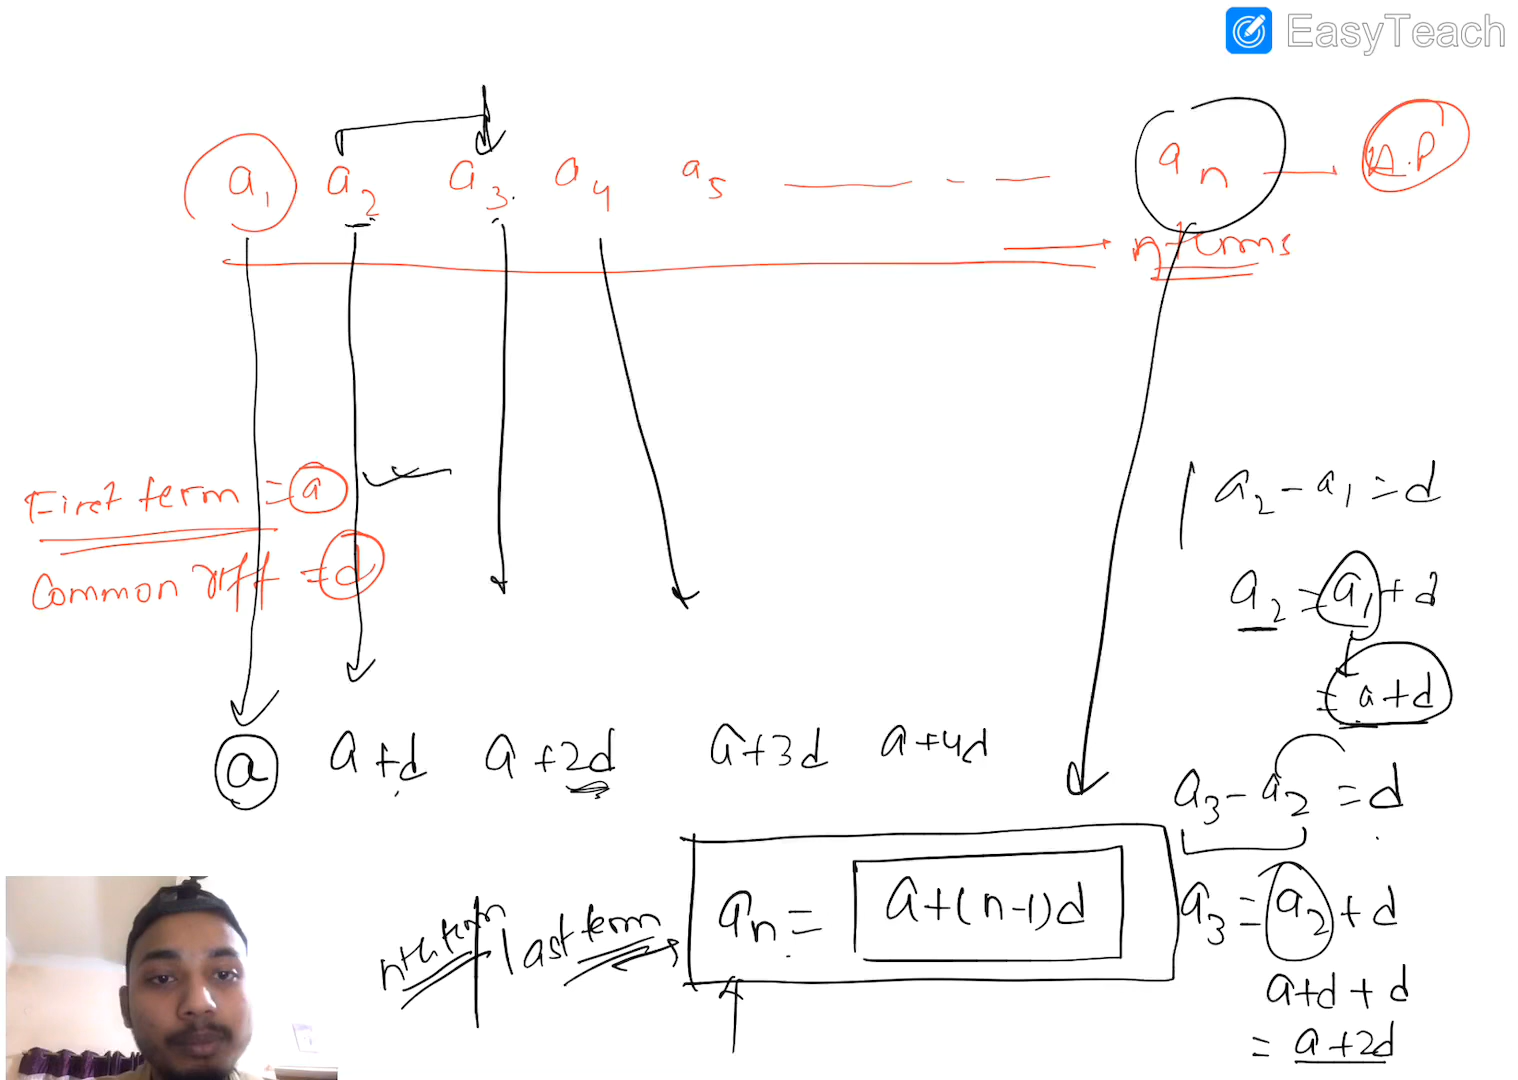 EasyTeach
a₁ a₂ a₃ a₄ a₅ ——— - - — aₙ — A.P
n terms
First term = a
Common diff = d
a₂ - a₁ = d
a₂ = a₁ + d
= a + d
a a + d a + 2d a + 3d a + 4d
a₃ - a₂ = d
nth term | last term aₙ = a + (n-1)d
a₃ = a₂ + d
a + d + d
= a + 2d